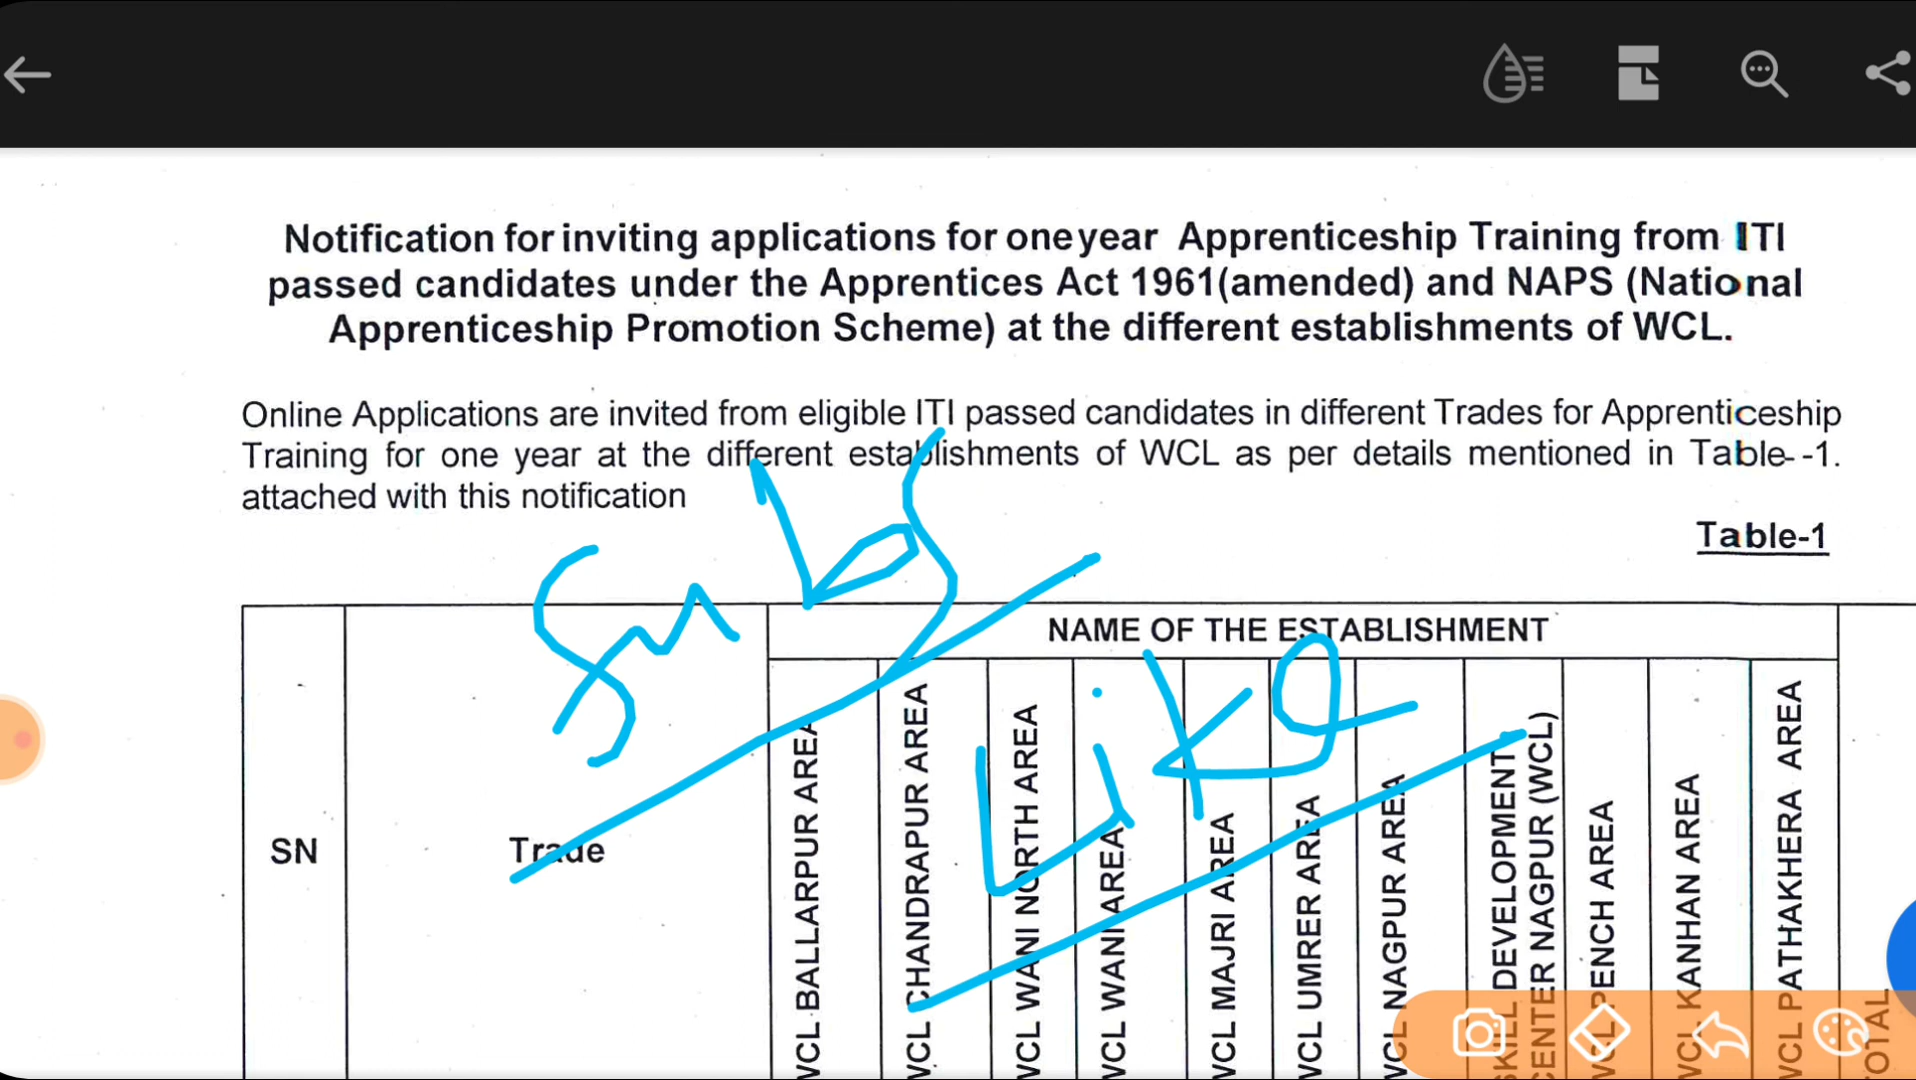 Notification for inviting applications for one year Apprenticeship Training from ITI
passed candidates under the Apprentices Act 1961(amended) and NAPS (National
Apprenticeship Promotion Scheme) at the different establishments of WCL.
Online Applications are invited from eligible ITI passed candidates in different Trades for Apprenticeship
Training for one year at the different establishments of WCL as per details mentioned in Table--1.
attached with this notification
Table-1
Subs
Like
NAME OF THE ESTABLISHMENT
SN
Trade
WCL BALLARPUR AREA
WCL CHANDRAPUR AREA
WCL WANI NORTH AREA
WCL WANI AREA
WCL MAJRI AREA
WCL UMRER AREA
WCL NAGPUR AREA
SKILL DEVELOPMENT
CENTER NAGPUR (WCL)
WCL PENCH AREA
WCL KANHAN AREA
WCL PATHAKHERA AREA
TOTAL